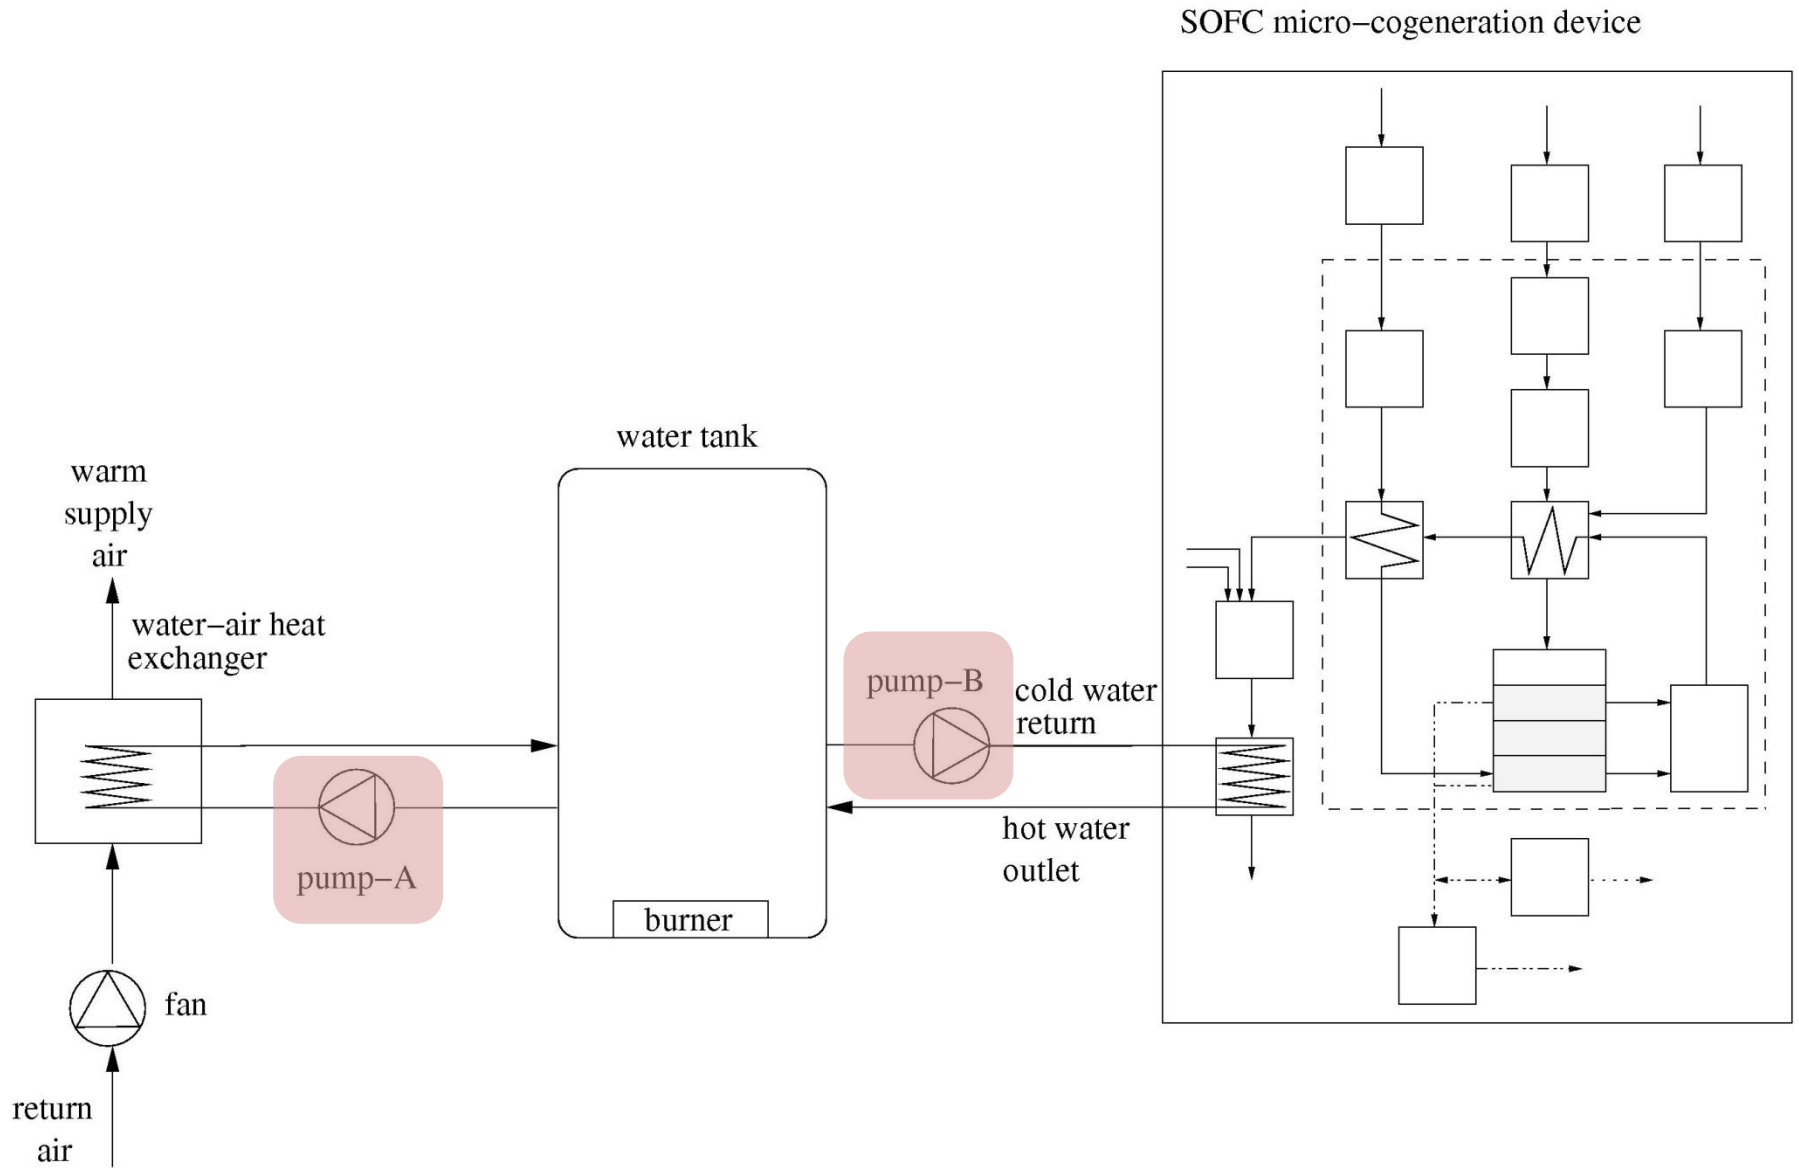 SOFC micro−cogeneration device
water tank
warm
supply
air
water−air heat
exchanger
pump−B
cold water
return
pump−A
hot water
outlet
burner
fan
return
air